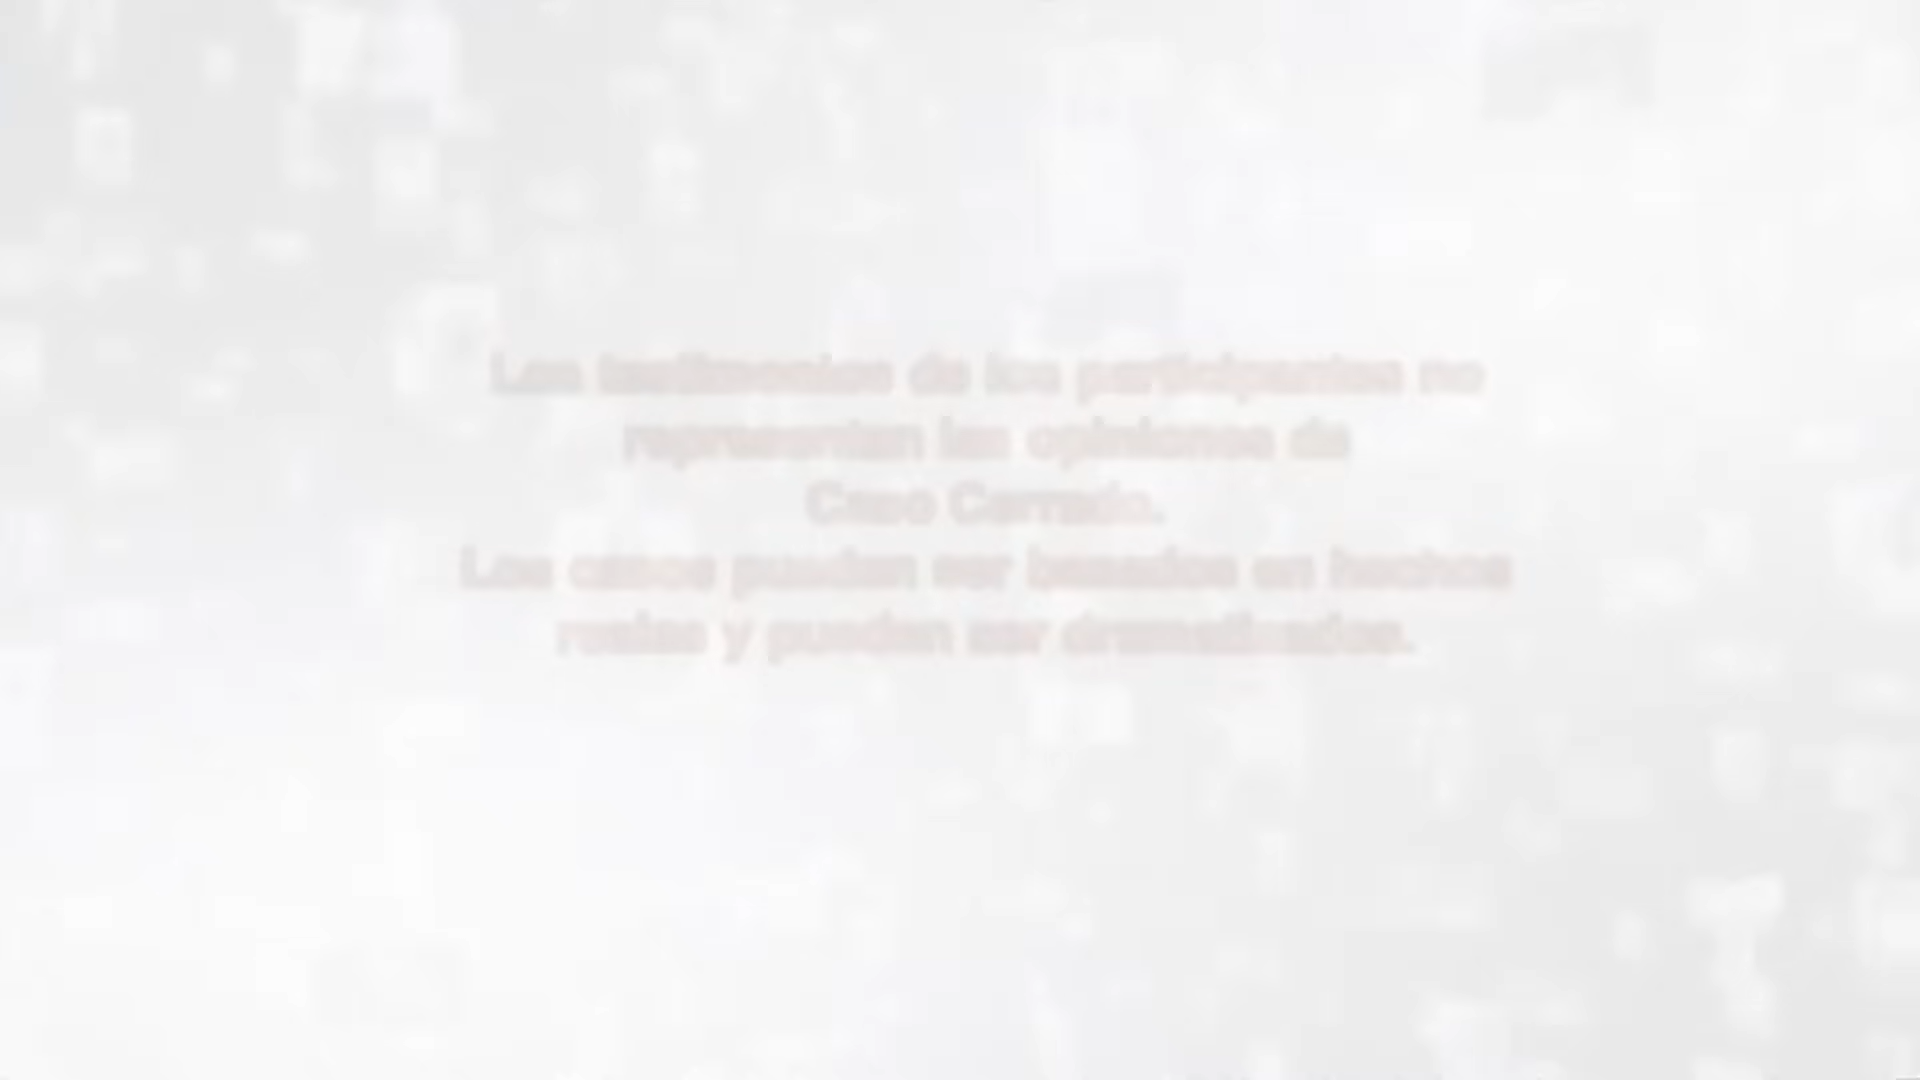 Los testimonios de los participantes no
representan las opiniones de
Caso Cerrado.
Los casos pueden ser basados en hechos
reales y pueden ser dramatizados.